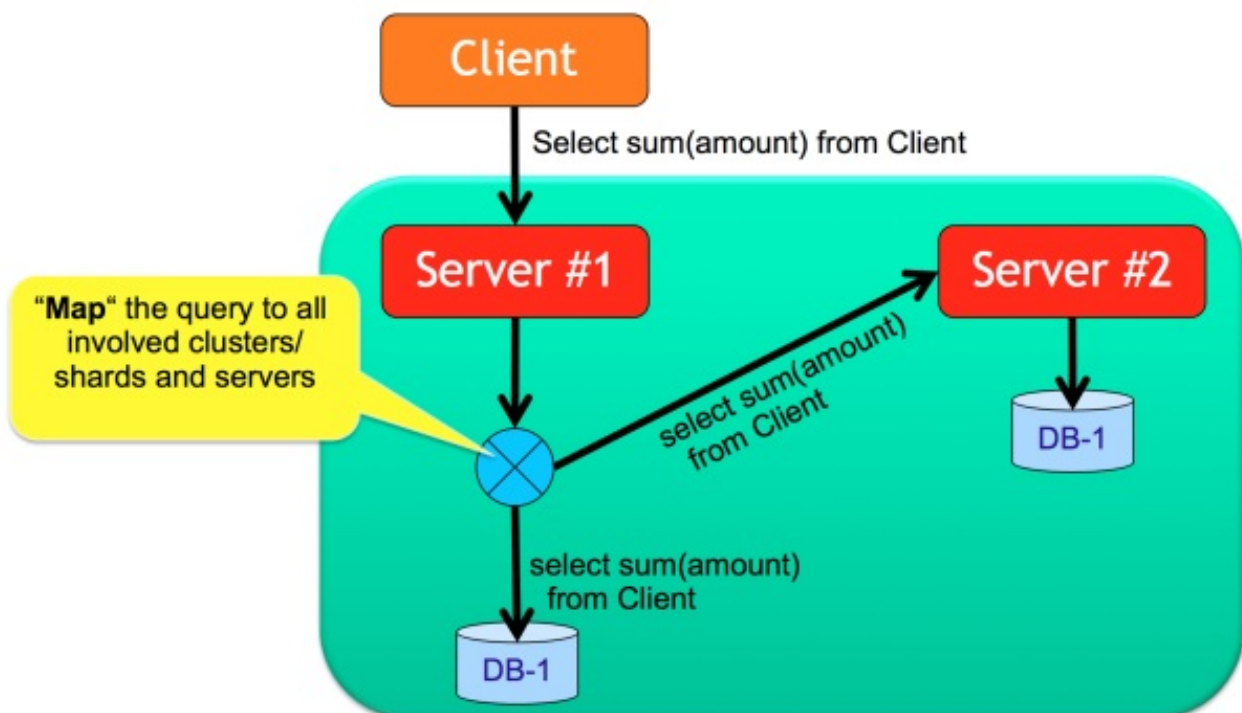 Client
Select sum(amount) from Client
Server #1
Server #2
“Map“ the query to all
involved clusters/
shards and servers
select sum(amount)
from Client
DB-1
select sum(amount)
from Client
DB-1